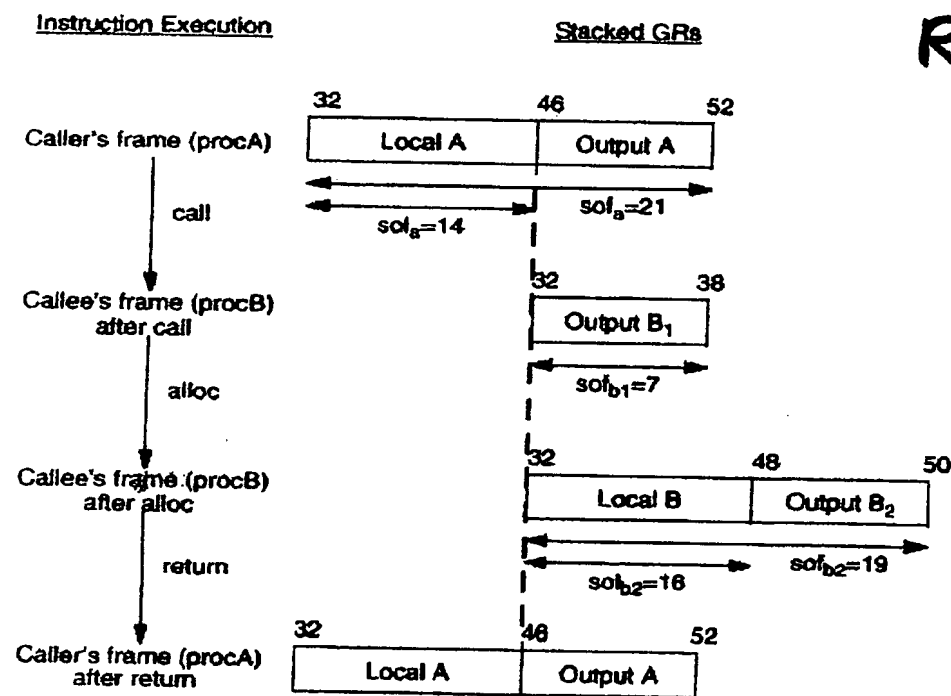 Instruction Execution
Stacked GRs
32 46 52
Caller's frame (procA)
Local A
Output A
call
sofₐ=14
sofₐ=21
32 38
Callee's frame (procB)
after call
Output B₁
sof_b1=7
alloc
32 48 50
Callee's frame (procB)
after alloc
Local B
Output B₂
return
sol_b2=16
sof_b2=19
32 46 52
Caller's frame (procA)
after return
Local A
Output A